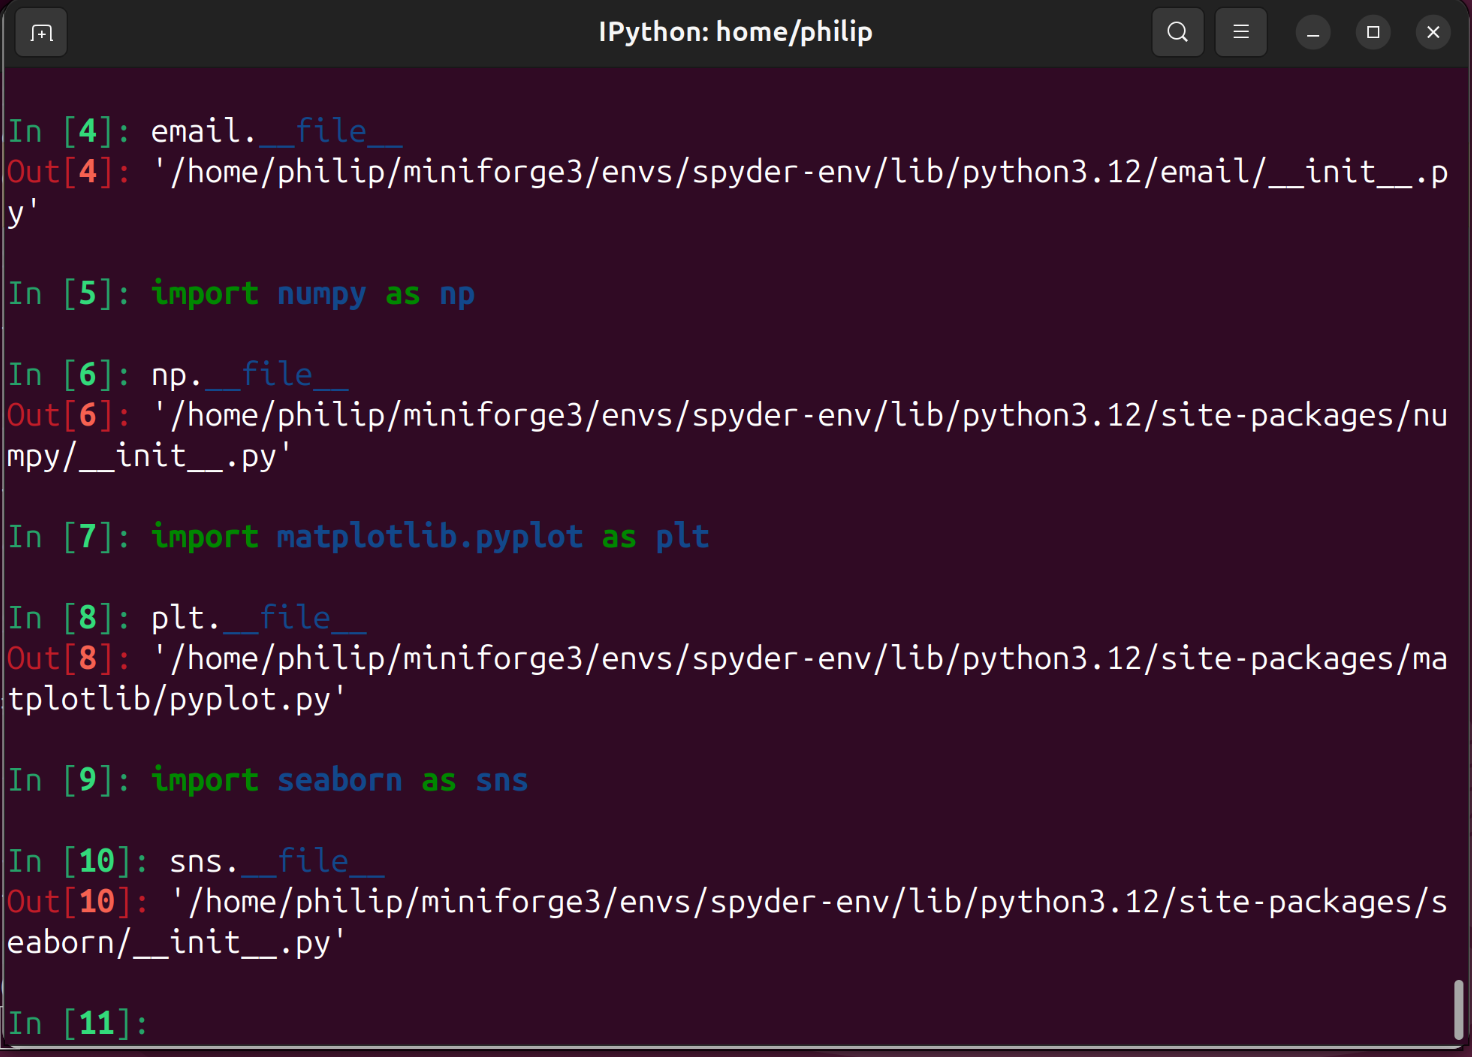 IPython: home/philip
In [4]: email.__file__
Out[4]: '/home/philip/miniforge3/envs/spyder-env/lib/python3.12/email/__init__.p
y'
In [5]: import numpy as np
In [6]: np.__file__
Out[6]: '/home/philip/miniforge3/envs/spyder-env/lib/python3.12/site-packages/nu
mpy/__init__.py'
In [7]: import matplotlib.pyplot as plt
In [8]: plt.__file__
Out[8]: '/home/philip/miniforge3/envs/spyder-env/lib/python3.12/site-packages/ma
tplotlib/pyplot.py'
In [9]: import seaborn as sns
In [10]: sns.__file__
Out[10]: '/home/philip/miniforge3/envs/spyder-env/lib/python3.12/site-packages/s
eaborn/__init__.py'
In [11]: